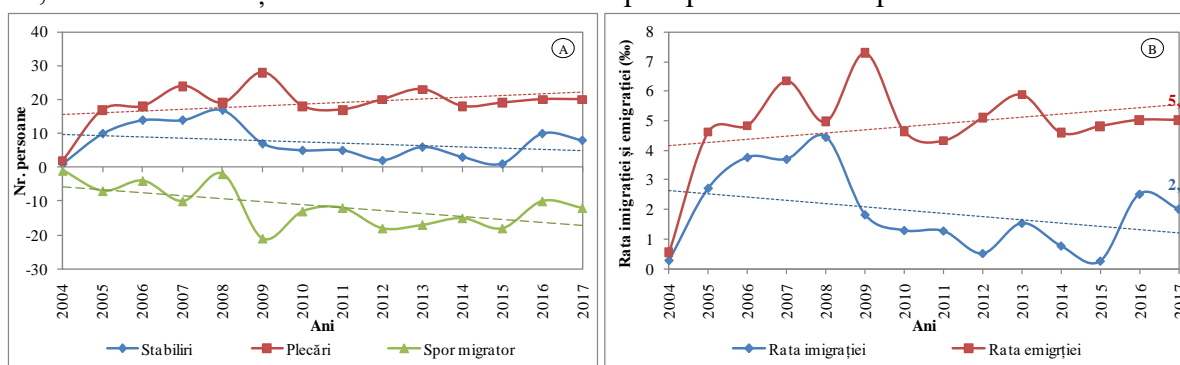 A
40
30
20
10
0
-10
-20
-30
Nr. persoane
2004 2005 2006 2007 2008 2009 2010 2011 2012 2013 2014 2015 2016 2017
Ani
Stabiliri Plecări Spor migrator
B
8
7
6
5
4
3
2
1
0
Rata imigrației și emigrației (‰)
5,
2,
2004 2005 2006 2007 2008 2009 2010 2011 2012 2013 2014 2015 2016 2017
Ani
Rata imigrației Rata emigrției